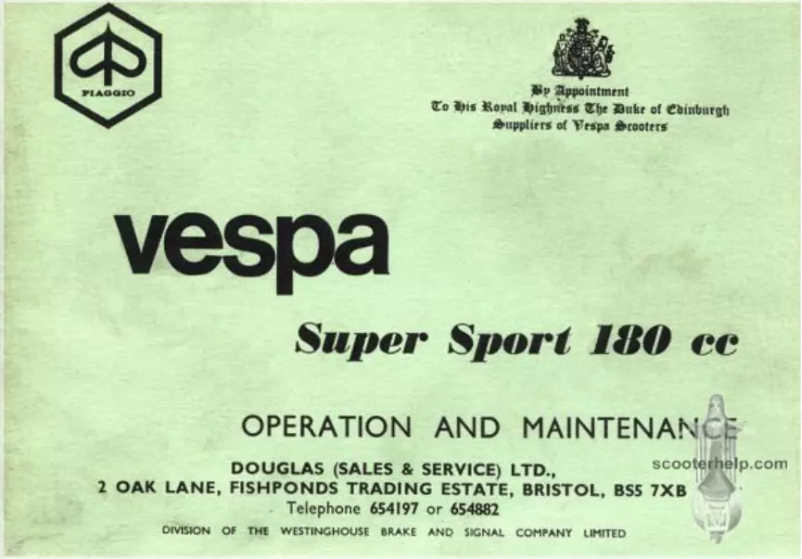 PIAGGIO
By Appointment
To His Royal Highness The Duke of Edinburgh
Suppliers of Vespa Scooters
vespa
Super Sport 180 cc
OPERATION AND MAINTENANCE
DOUGLAS (SALES & SERVICE) LTD.,
scooterhelp.com
2 OAK LANE, FISHPONDS TRADING ESTATE, BRISTOL, BS5 7XB
Telephone 654197 or 654882
DIVISION OF THE WESTINGHOUSE BRAKE AND SIGNAL COMPANY LIMITED